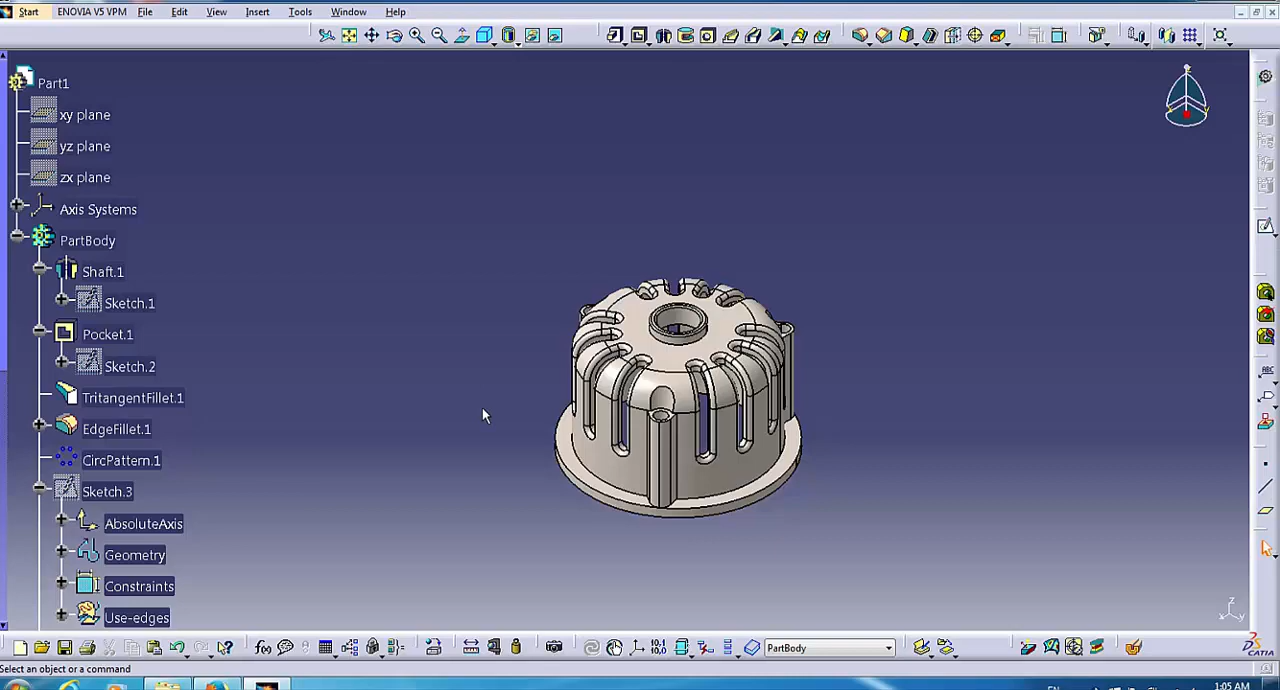 Start ENOVIA V5 VPM File Edit View Insert Tools Window Help
Part1
xy plane
yz plane
zx plane
Axis Systems
PartBody
Shaft.1
Sketch.1
Pocket.1
Sketch.2
TritangentFillet.1
EdgeFillet.1
CircPattern.1
Sketch.3
AbsoluteAxis
Geometry
Constraints
Use-edges
z
x y
PartBody
CATIA
Select an object or a command
EN 1:05 AM